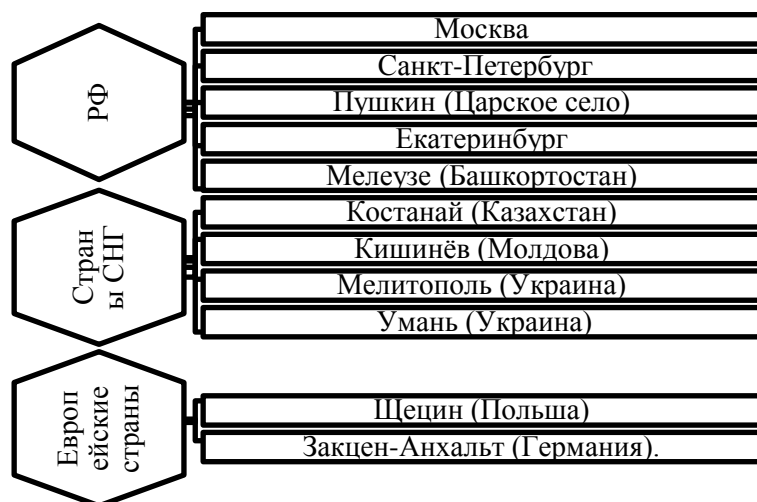 РФ
Москва
Санкт-Петербург
Пушкин (Царское село)
Екатеринбург
Мелеузе (Башкортостан)
Стран
ы СНГ
Костанай (Казахстан)
Кишинёв (Молдова)
Мелитополь (Украина)
Умань (Украина)
Европ
ейские
страны
Щецин (Польша)
Закцен-Анхальт (Германия).